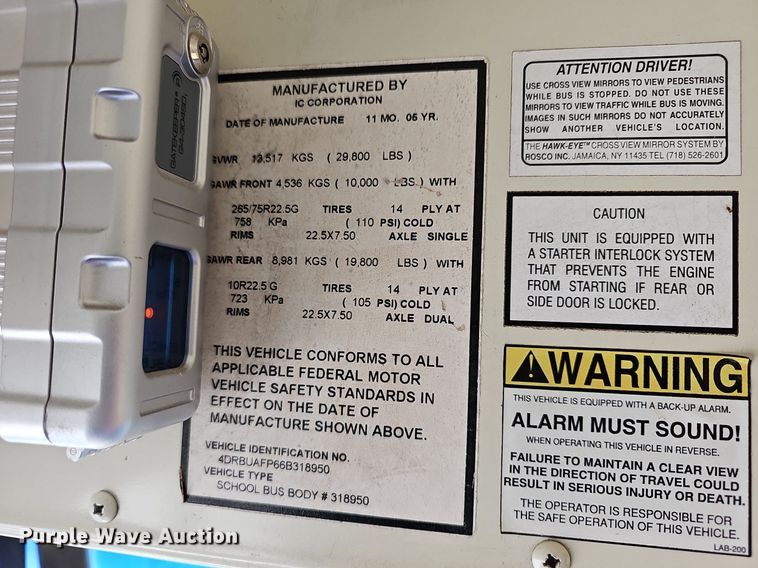 GATEKEEPER
MANUFACTURED BY
IC CORPORATION
DATE OF MANUFACTURE 11 MO. 05 YR.
GVWR 13,517 KGS ( 29,800 LBS )
GAWR FRONT 4,536 KGS ( 10,000 LBS ) WITH
265/75R22.5G TIRES 14 PLY AT
758 KPa ( 110 PSI) COLD
RIMS 22.5X7.50 AXLE SINGLE
GAWR REAR 8,981 KGS ( 19,800 LBS ) WITH
10R22.5 G TIRES 14 PLY AT
723 KPa ( 105 PSI) COLD
RIMS 22.5X7.50 AXLE DUAL
THIS VEHICLE CONFORMS TO ALL
APPLICABLE FEDERAL MOTOR
VEHICLE SAFETY STANDARDS IN
EFFECT ON THE DATE OF
MANUFACTURE SHOWN ABOVE.
VEHICLE IDENTIFICATION NO.
4DRBUAFP66B318950
VEHICLE TYPE
SCHOOL BUS BODY # 318950
ATTENTION DRIVER!
USE CROSS VIEW MIRRORS TO VIEW PEDESTRIANS
WHILE BUS IS STOPPED. DO NOT USE THESE
MIRRORS TO VIEW TRAFFIC WHILE BUS IS MOVING.
IMAGES IN SUCH MIRRORS DO NOT ACCURATELY
SHOW ANOTHER VEHICLE'S LOCATION.
THE HAWK-EYE™ CROSS VIEW MIRROR SYSTEM BY
ROSCO INC. JAMAICA, NY 11435 TEL (718) 526-2601
CAUTION
THIS UNIT IS EQUIPPED WITH
A STARTER INTERLOCK SYSTEM
THAT PREVENTS THE ENGINE
FROM STARTING IF REAR OR
SIDE DOOR IS LOCKED.
WARNING
THIS VEHICLE IS EQUIPPED WITH A BACK-UP ALARM.
ALARM MUST SOUND!
WHEN OPERATING THIS VEHICLE IN REVERSE.
FAILURE TO MAINTAIN A CLEAR VIEW
IN THE DIRECTION OF TRAVEL COULD
RESULT IN SERIOUS INJURY OR DEATH.
THE OPERATOR IS RESPONSIBLE FOR
THE SAFE OPERATION OF THIS VEHICLE.
LAB-200
Purple Wave Auction